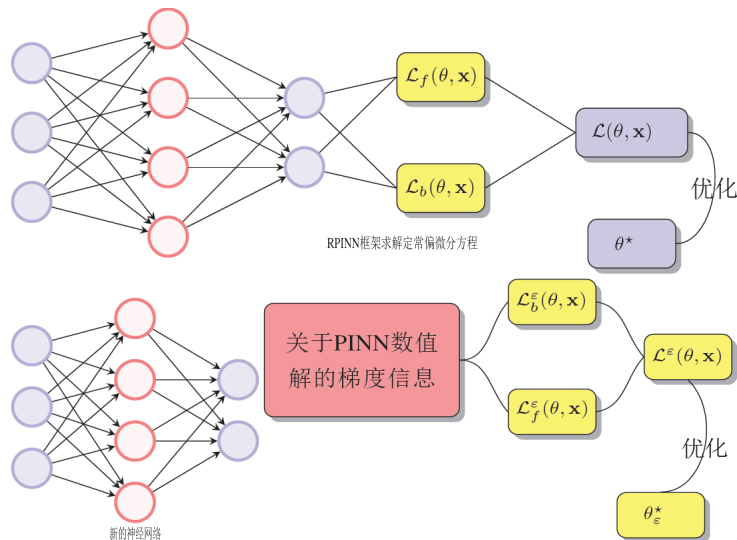 𝓛_f(θ, 𝐱)
𝓛(θ, 𝐱)
𝓛_b(θ, 𝐱)
优化
θ^⋆
RPINN框架求解定常偏微分方程
𝓛_b^ε(θ, 𝐱)
关于PINN数值
解的梯度信息
𝓛^ε(θ, 𝐱)
𝓛_f^ε(θ, 𝐱)
优化
θ_ε^⋆
新的神经网络